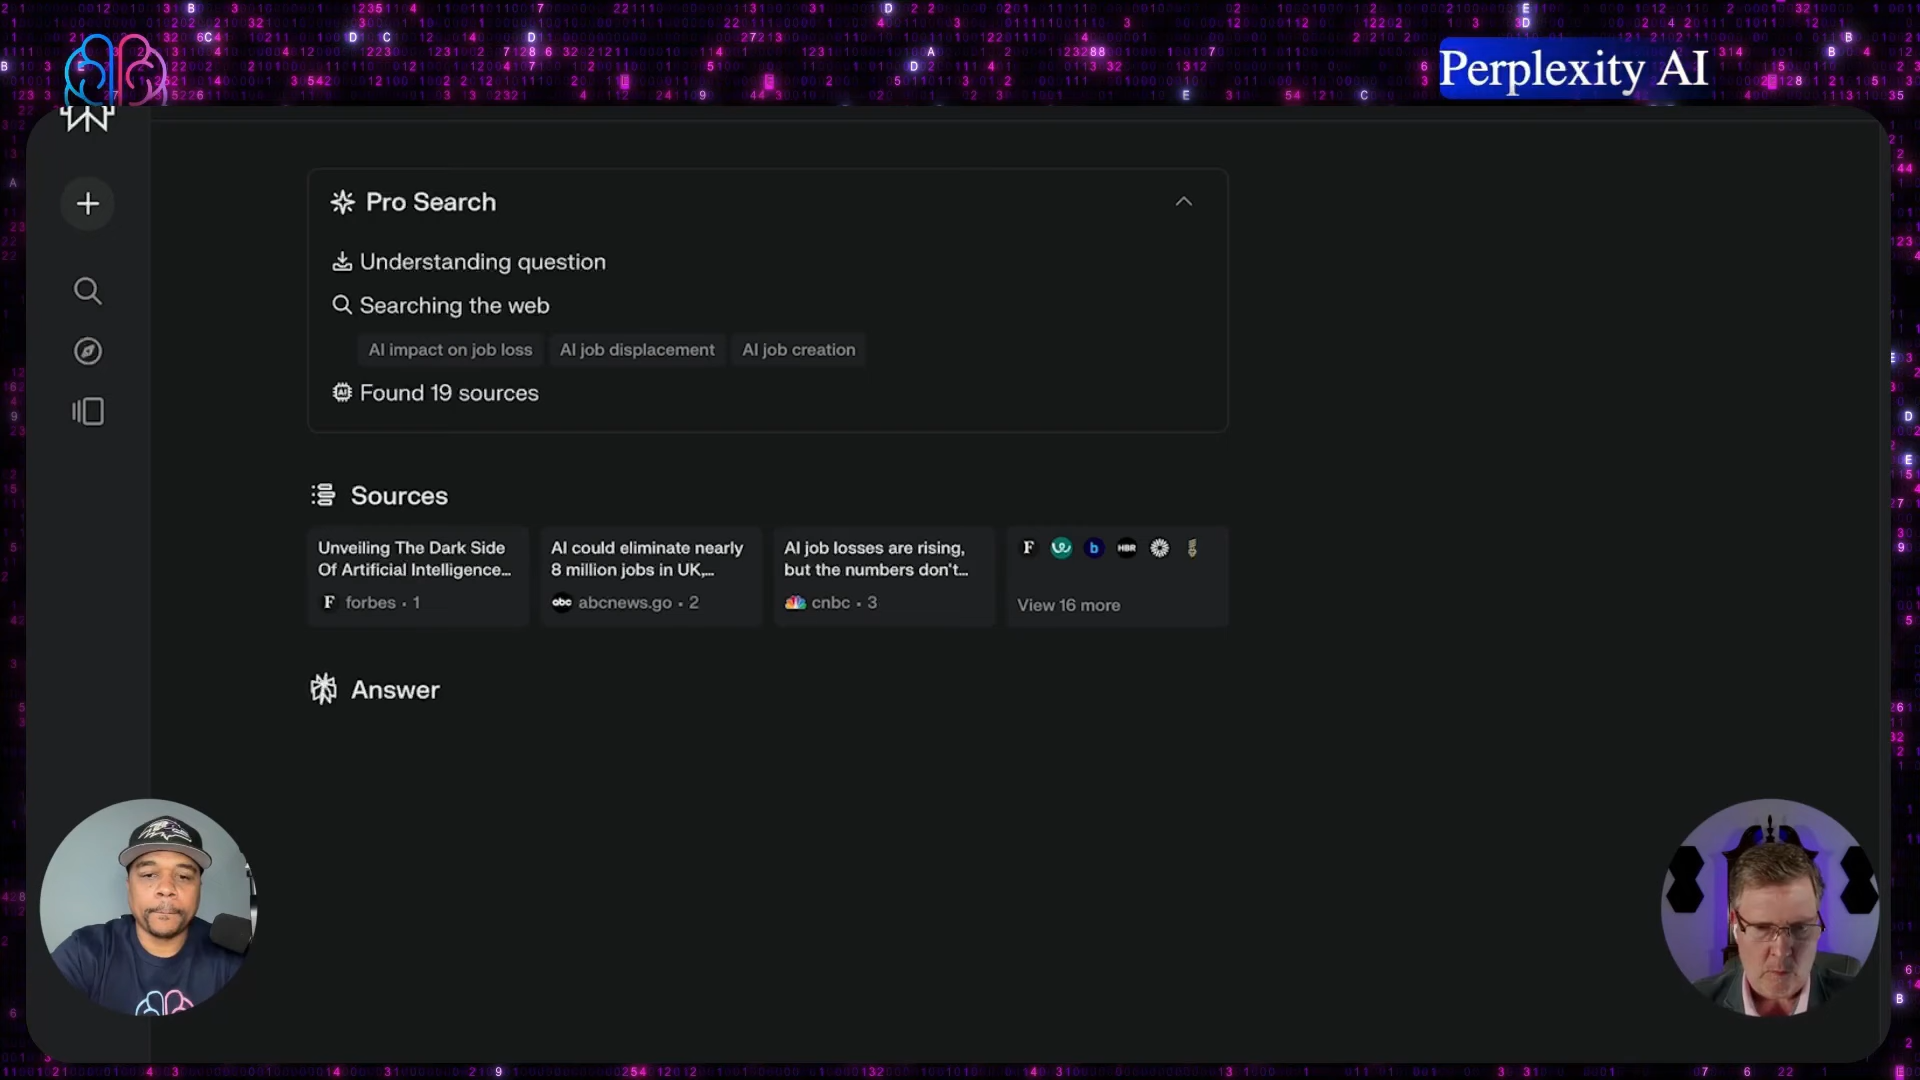 Perplexity AI
Pro Search
Understanding question
Searching the web
AI impact on job loss
AI job displacement
AI job creation
Found 19 sources
Sources
Unveiling The Dark Side
Of Artificial Intelligence...
forbes · 1
AI could eliminate nearly
8 million jobs in UK,...
abc abcnews.go · 2
AI job losses are rising,
but the numbers don't...
cnbc · 3
F b HBR
View 16 more
Answer